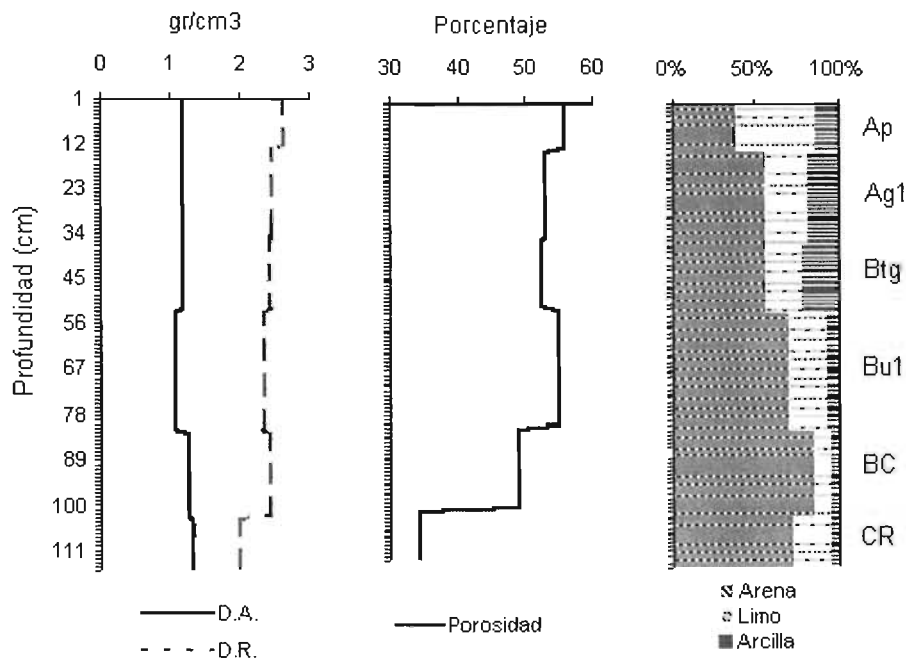 gr/cm3
0 1 2 3
Profundidad (cm)
1
12
23
34
45
56
67
78
89
100
111
D.A.
D.R.
Porcentaje
30 40 50 60
Porosidad
0% 50% 100%
Ap
Ag1
Btg
Bu1
BC
CR
Arena
Limo
Arcilla